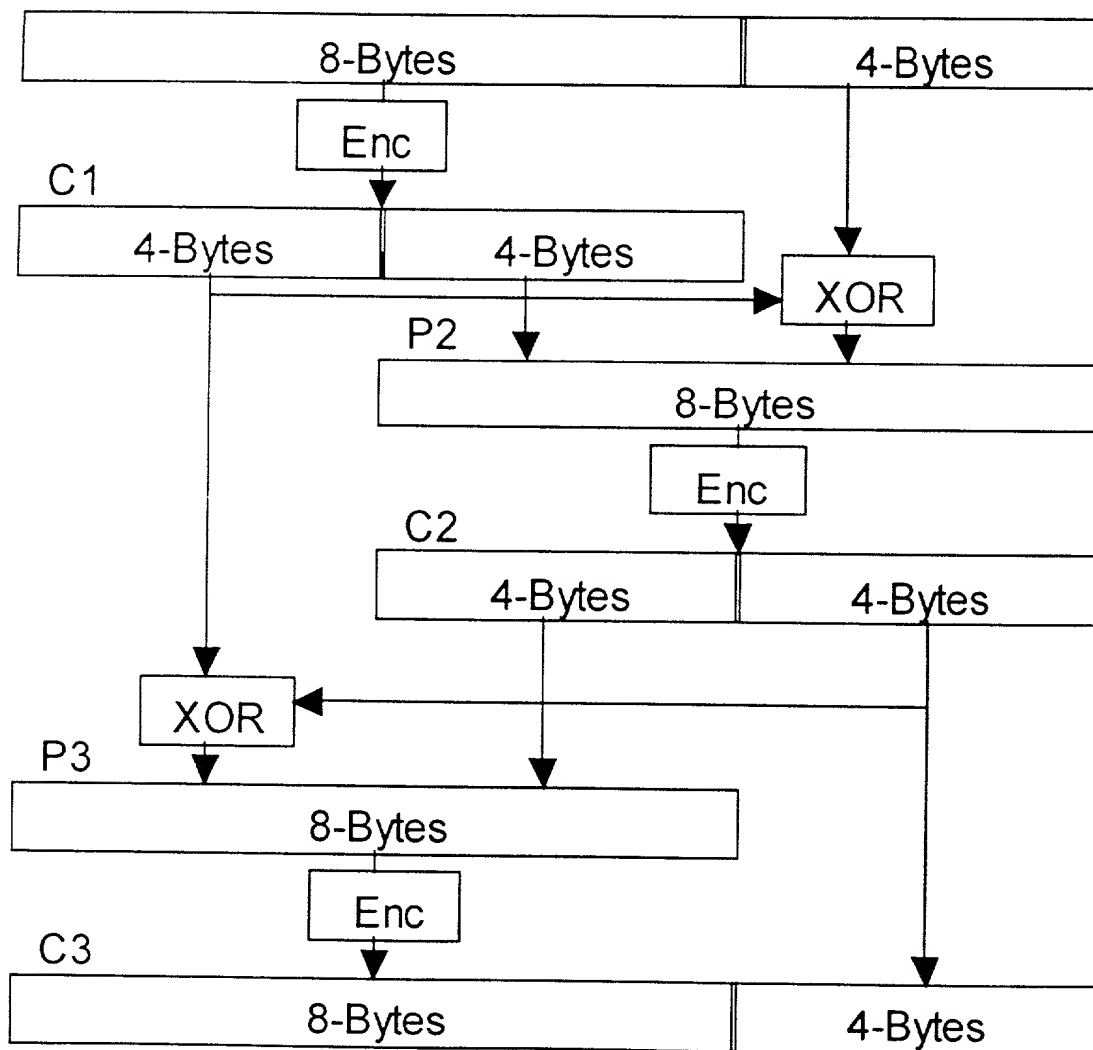 8-Bytes 4-Bytes
Enc
C1
4-Bytes 4-Bytes
XOR
P2
8-Bytes
Enc
C2
4-Bytes 4-Bytes
XOR
P3
8-Bytes
Enc
C3
8-Bytes 4-Bytes